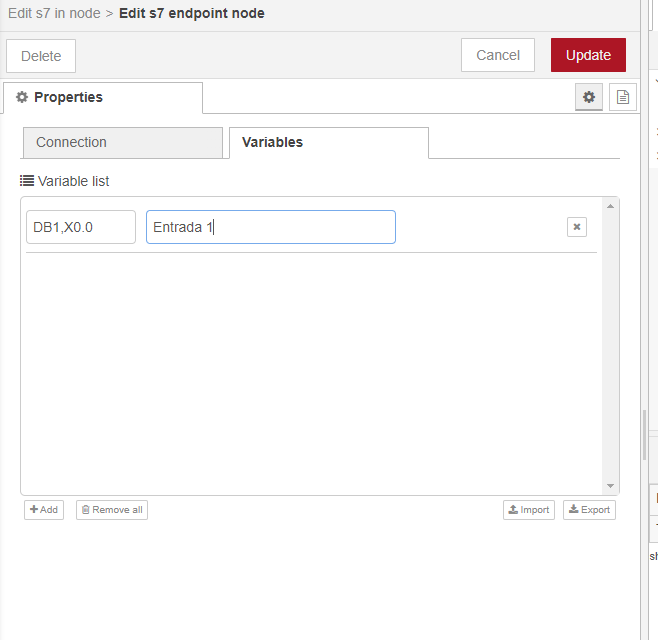 Edit s7 in node > Edit s7 endpoint node
Delete
Cancel
Update
Properties
Connection
Variables
Variable list
DB1,X0.0
Entrada 1
Add
Remove all
Import
Export